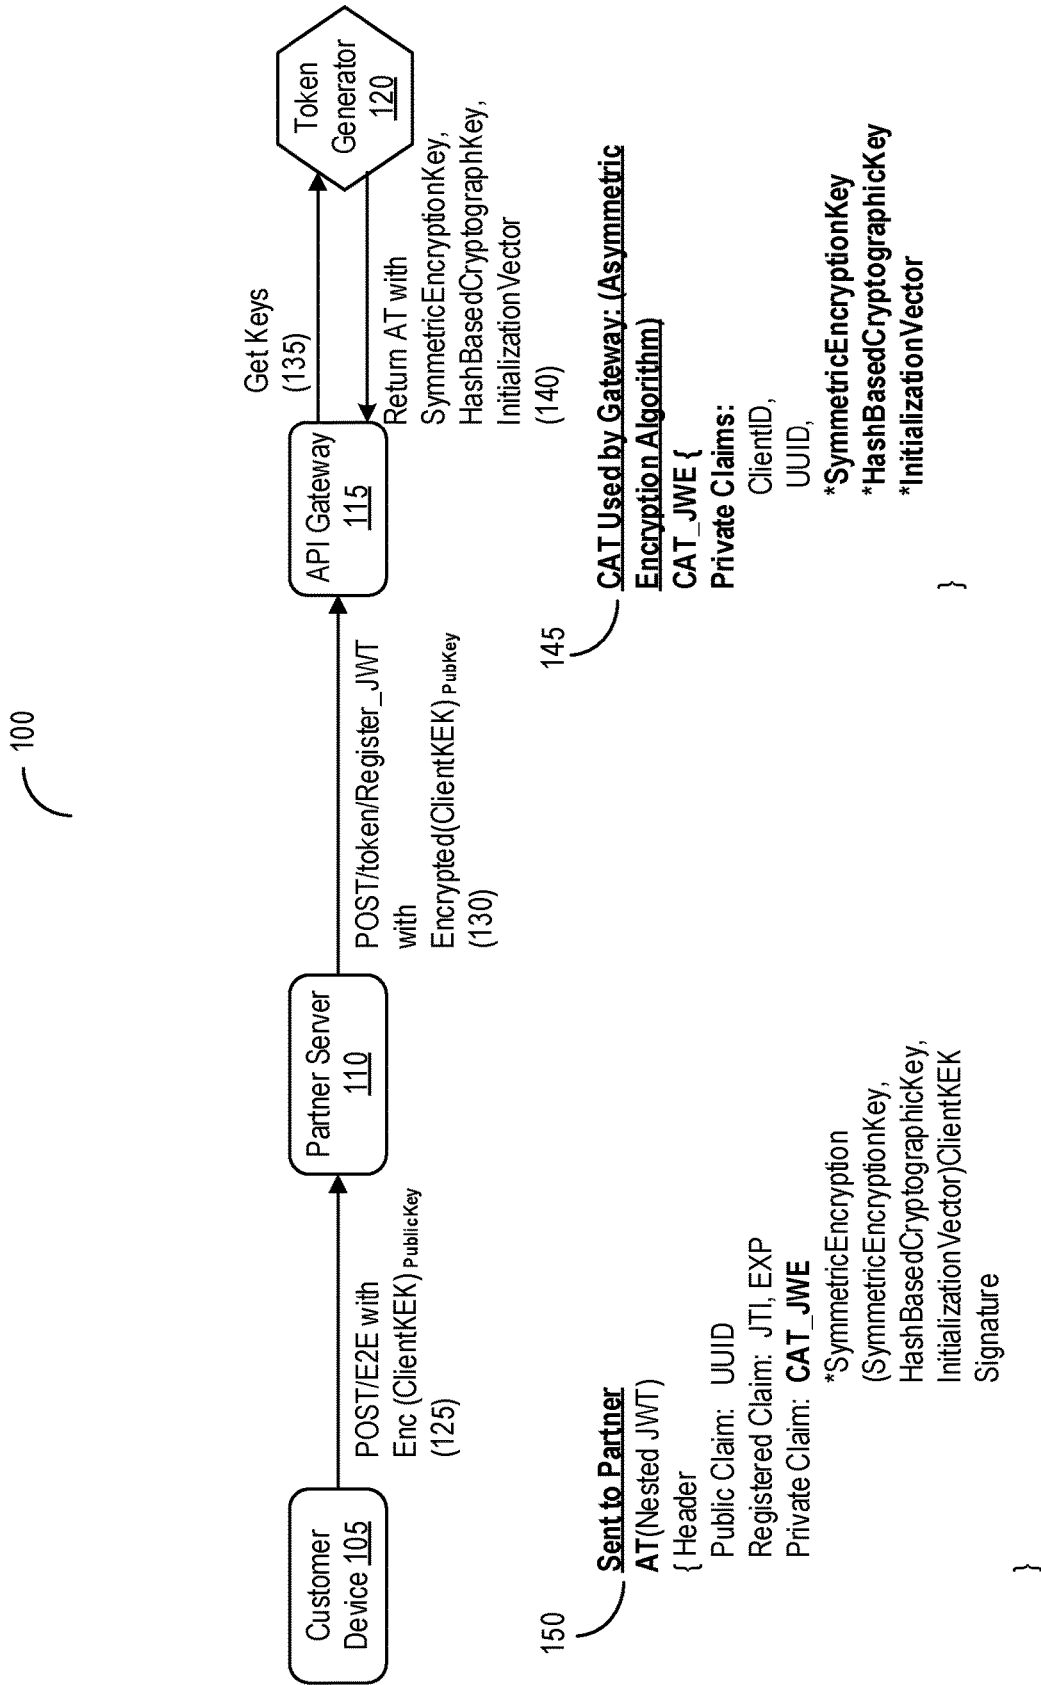 100
Customer
Device 105
POST/E2E with
Enc (ClientKEK) PublicKey
(125)
Partner Server
110
POST/token/Register_JWT
with
Encrypted(ClientKEK) PubKey
(130)
API Gateway
115
Get Keys
(135)
Token
Generator
120
Return AT with
SymmetricEncryptionKey,
HashBasedCryptographKey,
InitializationVector
(140)
150
Sent to Partner
AT(Nested JWT)
{ Header
Public Claim: UUID
Registered Claim: JTI, EXP
Private Claim: CAT_JWE
*SymmetricEncryption
(SymmetricEncryptionKey,
HashBasedCryptographicKey,
InitializationVector)ClientKEK
Signature
}
145
CAT Used by Gateway: (Asymmetric
Encryption Algorithm)
CAT_JWE {
Private Claims:
ClientID,
UUID,
*SymmetricEncryptionKey
*HashBasedCryptographicKey
*InitializationVector
}